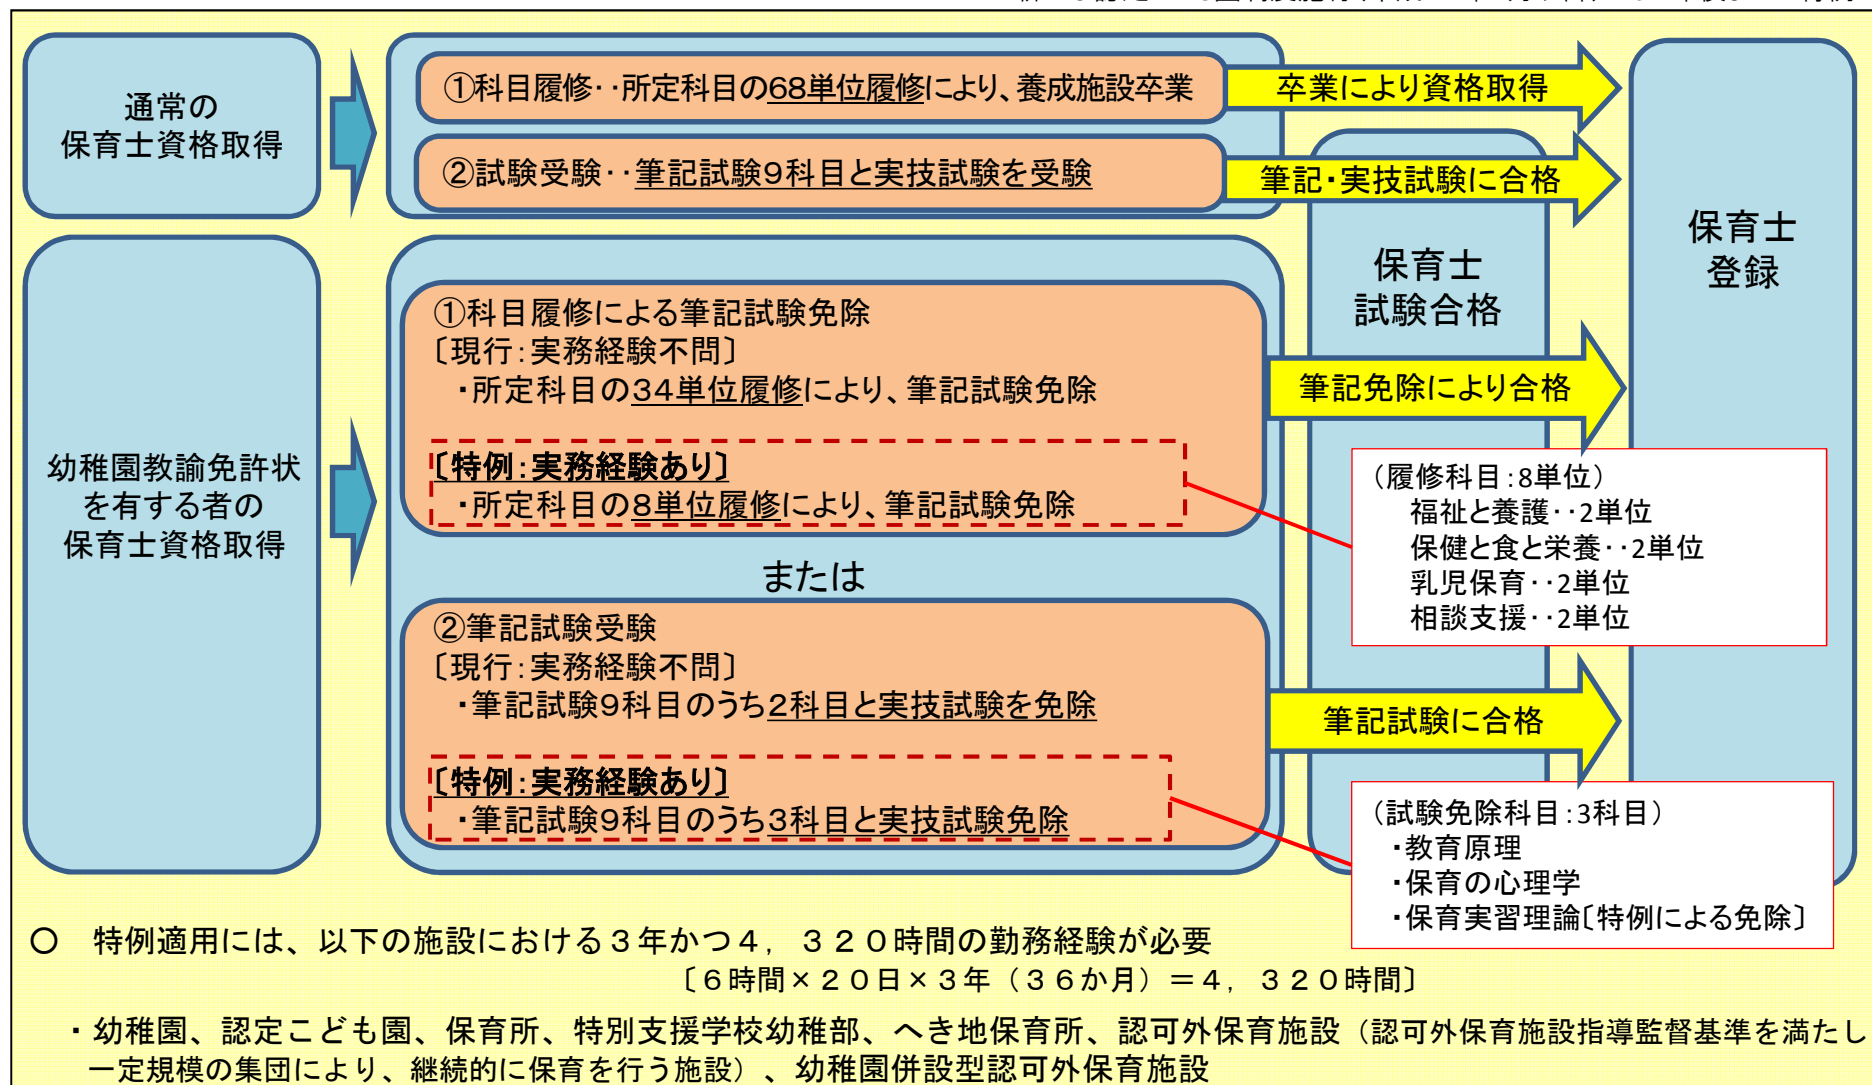 通常の
保育士資格取得
①科目履修‥所定科目の68単位履修により、養成施設卒業
卒業により資格取得
②試験受験‥筆記試験9科目と実技試験を受験
筆記・実技試験に合格
保育士
登録
保育士
試験合格
幼稚園教諭免許状
を有する者の
保育士資格取得
①科目履修による筆記試験免除
〔現行：実務経験不問〕
・所定科目の34単位履修により、筆記試験免除
〔特例：実務経験あり〕
・所定科目の8単位履修により、筆記試験免除
筆記免除により合格
（履修科目：8単位）
福祉と養護‥2単位
保健と食と栄養‥2単位
乳児保育‥2単位
相談支援‥2単位
または
②筆記試験受験
〔現行：実務経験不問〕
・筆記試験9科目のうち2科目と実技試験を免除
〔特例：実務経験あり〕
・筆記試験9科目のうち3科目と実技試験免除
筆記試験に合格
（試験免除科目：3科目）
・教育原理
・保育の心理学
・保育実習理論〔特例による免除〕
○　特例適用には、以下の施設における３年かつ４，３２０時間の勤務経験が必要
〔６時間×２０日×３年（３６か月）＝４，３２０時間〕
・幼稚園、認定こども園、保育所、特別支援学校幼稚部、へき地保育所、認可外保育施設（認可外保育施設指導監督基準を満たし
一定規模の集団により、継続的に保育を行う施設）、幼稚園併設型認可外保育施設